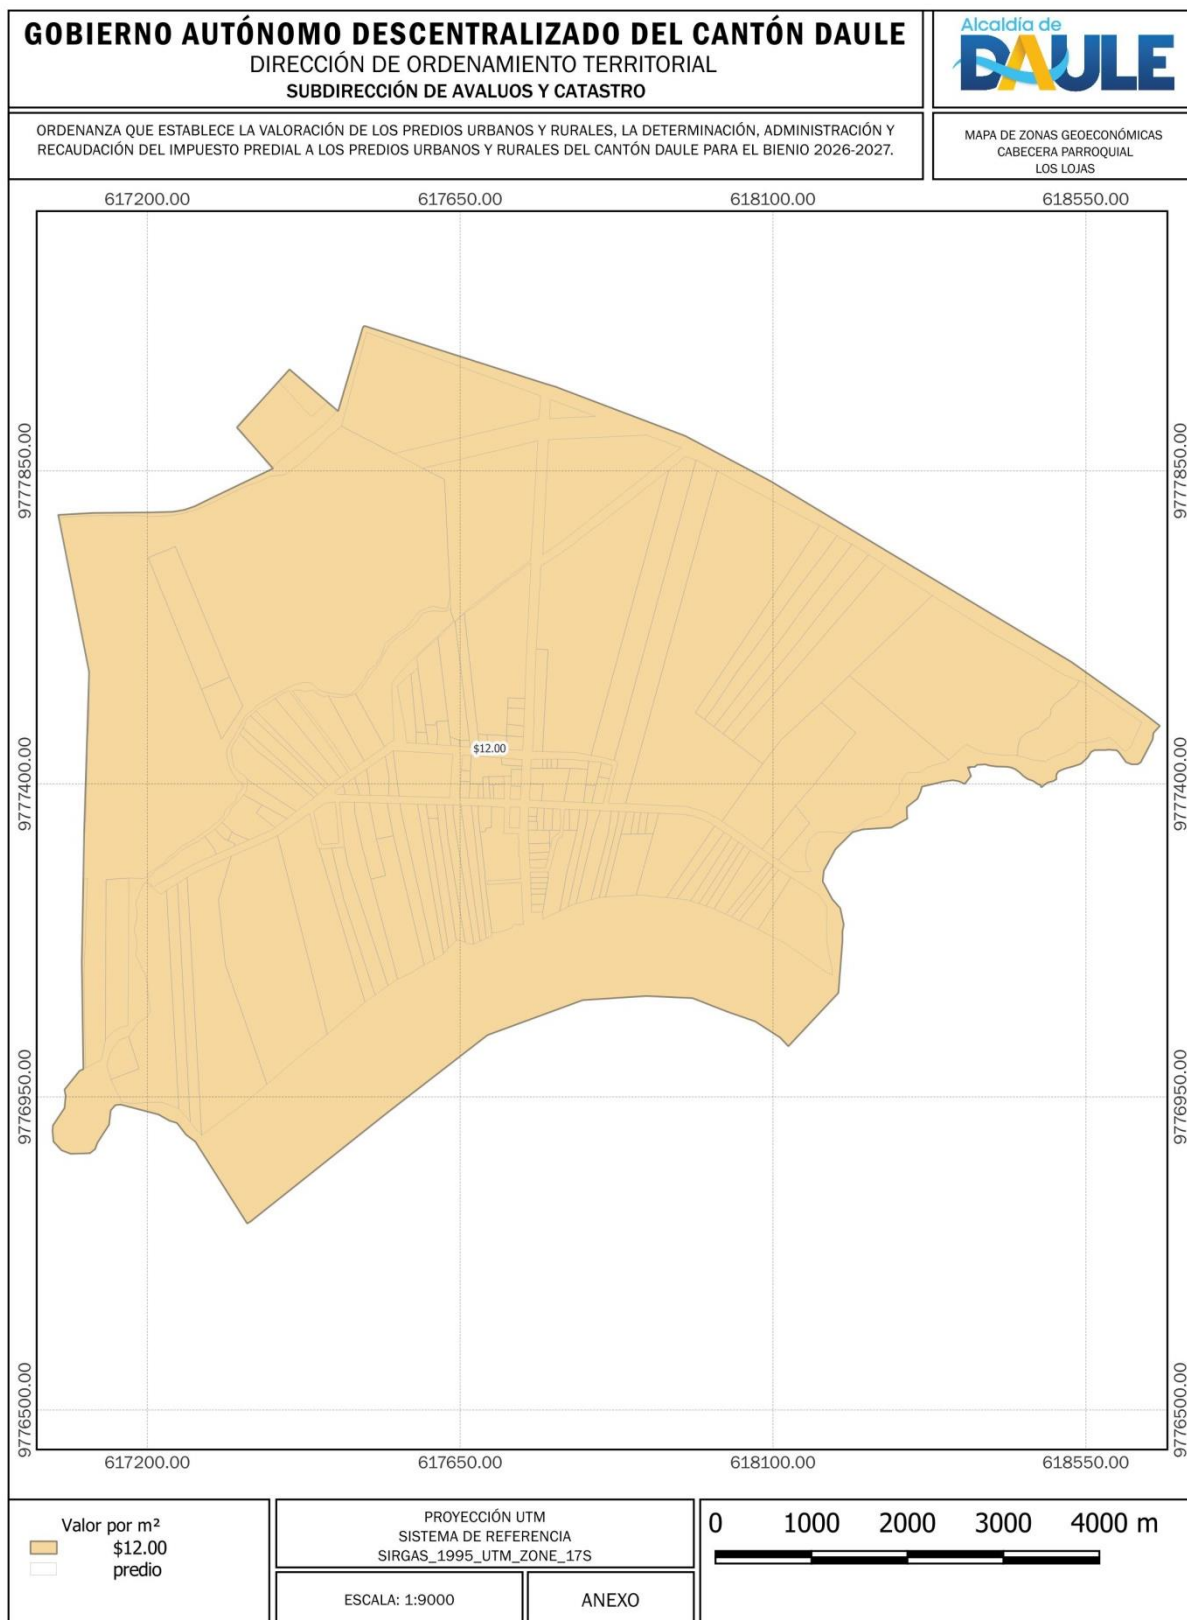 GOBIERNO AUTÓNOMO DESCENTRALIZADO DEL CANTÓN DAULE
DIRECCIÓN DE ORDENAMIENTO TERRITORIAL
SUBDIRECCIÓN DE AVALUOS Y CATASTRO
Alcaldía de
DAULE
ORDENANZA QUE ESTABLECE LA VALORACIÓN DE LOS PREDIOS URBANOS Y RURALES, LA DETERMINACIÓN, ADMINISTRACIÓN Y
RECAUDACIÓN DEL IMPUESTO PREDIAL A LOS PREDIOS URBANOS Y RURALES DEL CANTÓN DAULE PARA EL BIENIO 2026-2027.
MAPA DE ZONAS GEOECONÓMICAS
CABECERA PARROQUIAL
LOS LOJAS
617200.00 617650.00 618100.00 618550.00
9777850.00 9777850.00
$12.00
9777400.00 9777400.00
9776950.00 9776950.00
9776500.00 9776500.00
617200.00 617650.00 618100.00 618550.00
Valor por m²
$12.00
predio
PROYECCIÓN UTM
SISTEMA DE REFERENCIA
SIRGAS_1995_UTM_ZONE_17S
ESCALA: 1:9000
ANEXO
0 1000 2000 3000 4000 m